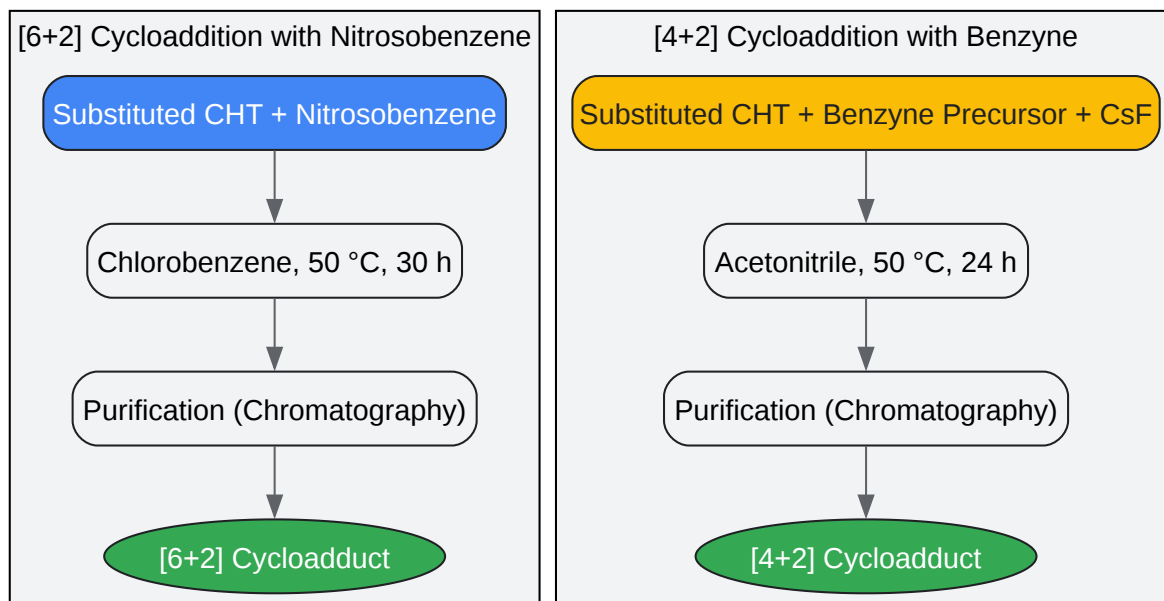 [6+2] Cycloaddition with Nitrosobenzene
Substituted CHT + Nitrosobenzene
Chlorobenzene, 50 °C, 30 h
Purification (Chromatography)
[6+2] Cycloadduct
[4+2] Cycloaddition with Benzyne
Substituted CHT + Benzyne Precursor + CsF
Acetonitrile, 50 °C, 24 h
Purification (Chromatography)
[4+2] Cycloadduct